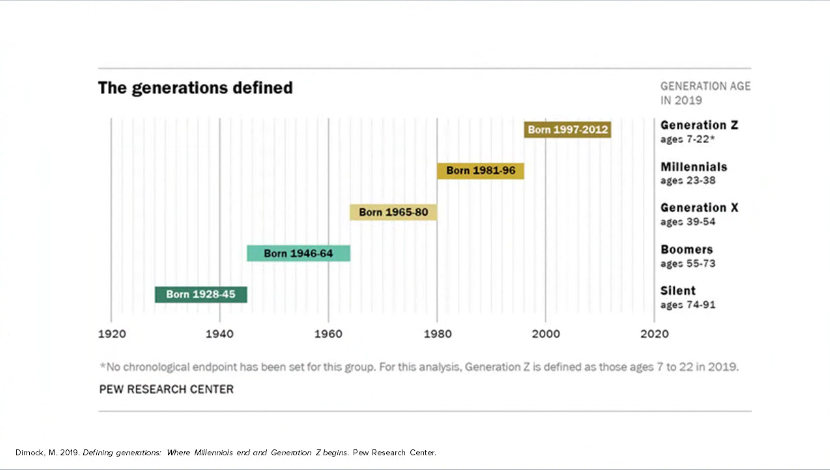 The generations defined
GENERATION AGE
IN 2019
Born 1997-2012
Generation Z
ages 7-22*
Born 1981-96
Millennials
ages 23-38
Born 1965-80
Generation X
ages 39-54
Born 1946-64
Boomers
ages 55-73
Born 1928-45
Silent
ages 74-91
1920 1940 1960 1980 2000 2020
*No chronological endpoint has been set for this group. For this analysis, Generation Z is defined as those ages 7 to 22 in 2019.
PEW RESEARCH CENTER
Dimock, M. 2019. Defining generations: Where Millennials end and Generation Z begins. Pew Research Center.